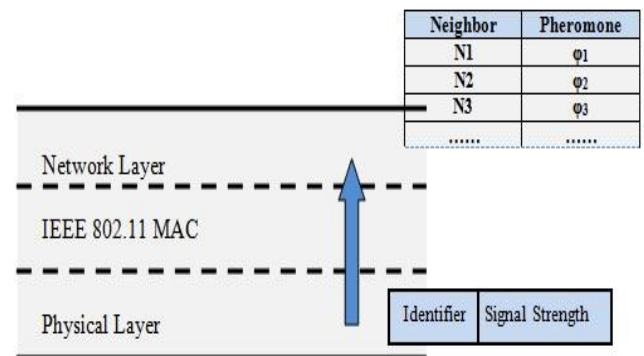 Neighbor Pheromone
N1 φ1
N2 φ2
N3 φ3
...... ......
Network Layer
IEEE 802.11 MAC
Physical Layer
Identifier Signal Strength